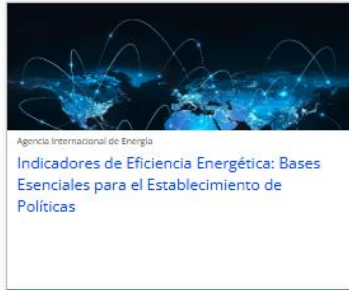 Agencia Internacional de Energía
Indicadores de Eficiencia Energética: Bases
Esenciales para el Establecimiento de
Políticas